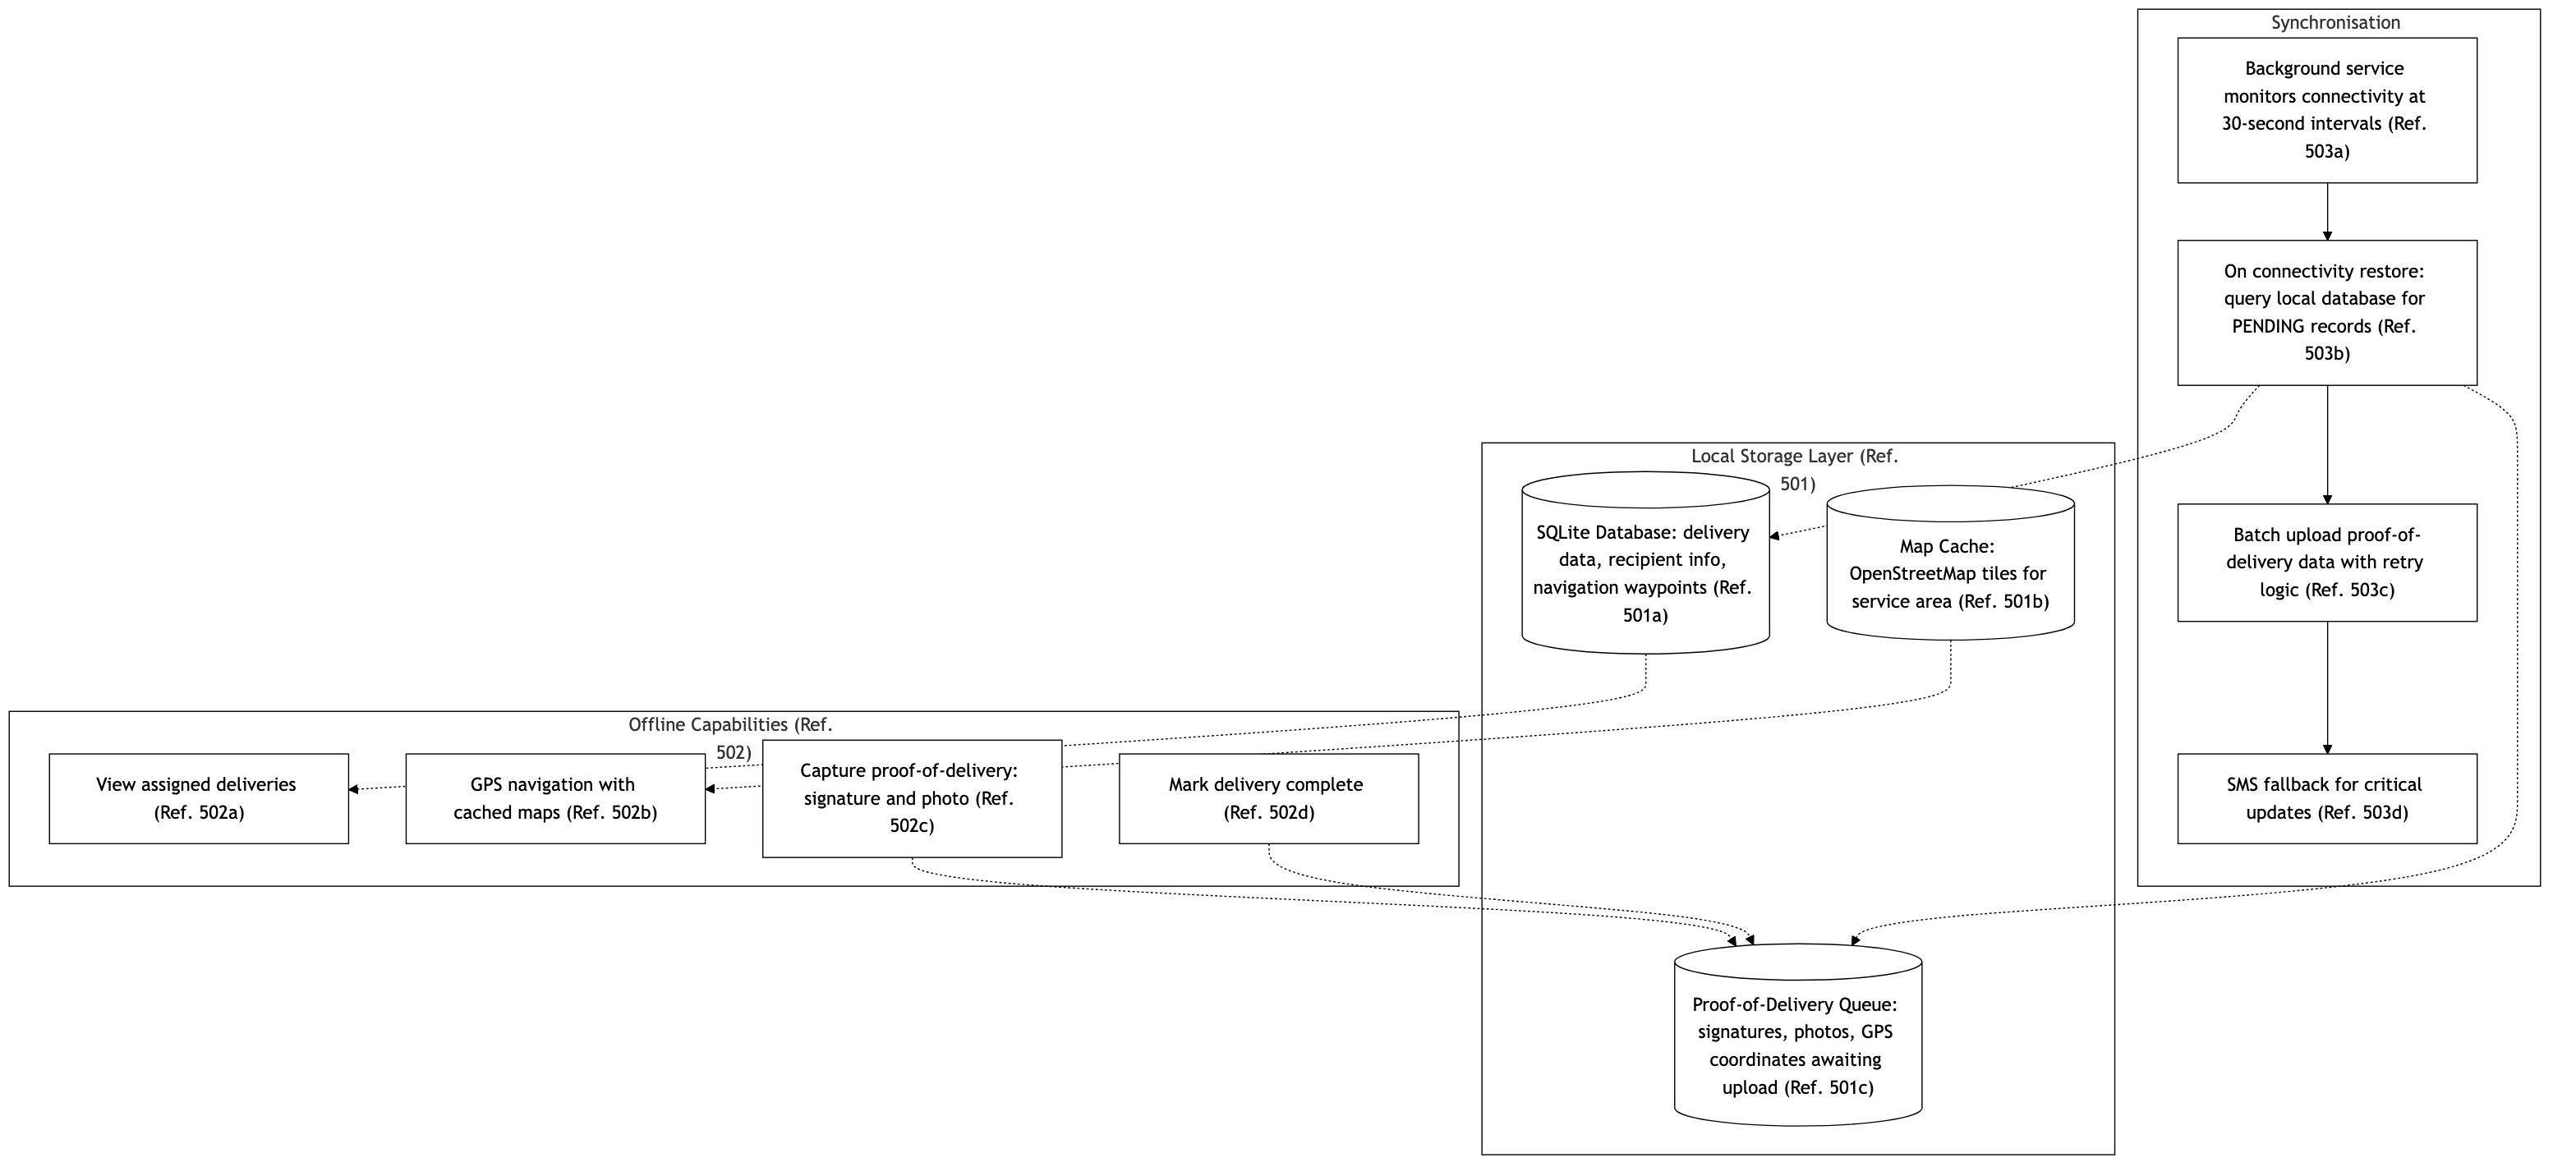 Synchronisation
Background service
monitors connectivity at
30-second intervals (Ref.
503a)
On connectivity restore:
query local database for
PENDING records (Ref.
503b)
Batch upload proof-of-
delivery data with retry
logic (Ref. 503c)
SMS fallback for critical
updates (Ref. 503d)
Local Storage Layer (Ref.
501)
SQLite Database: delivery
data, recipient info,
navigation waypoints (Ref.
501a)
Map Cache:
OpenStreetMap tiles for
service area (Ref. 501b)
Offline Capabilities (Ref.
502)
View assigned deliveries
(Ref. 502a)
GPS navigation with
cached maps (Ref. 502b)
Capture proof-of-delivery:
signature and photo (Ref.
502c)
Mark delivery complete
(Ref. 502d)
Proof-of-Delivery Queue:
signatures, photos, GPS
coordinates awaiting
upload (Ref. 501c)